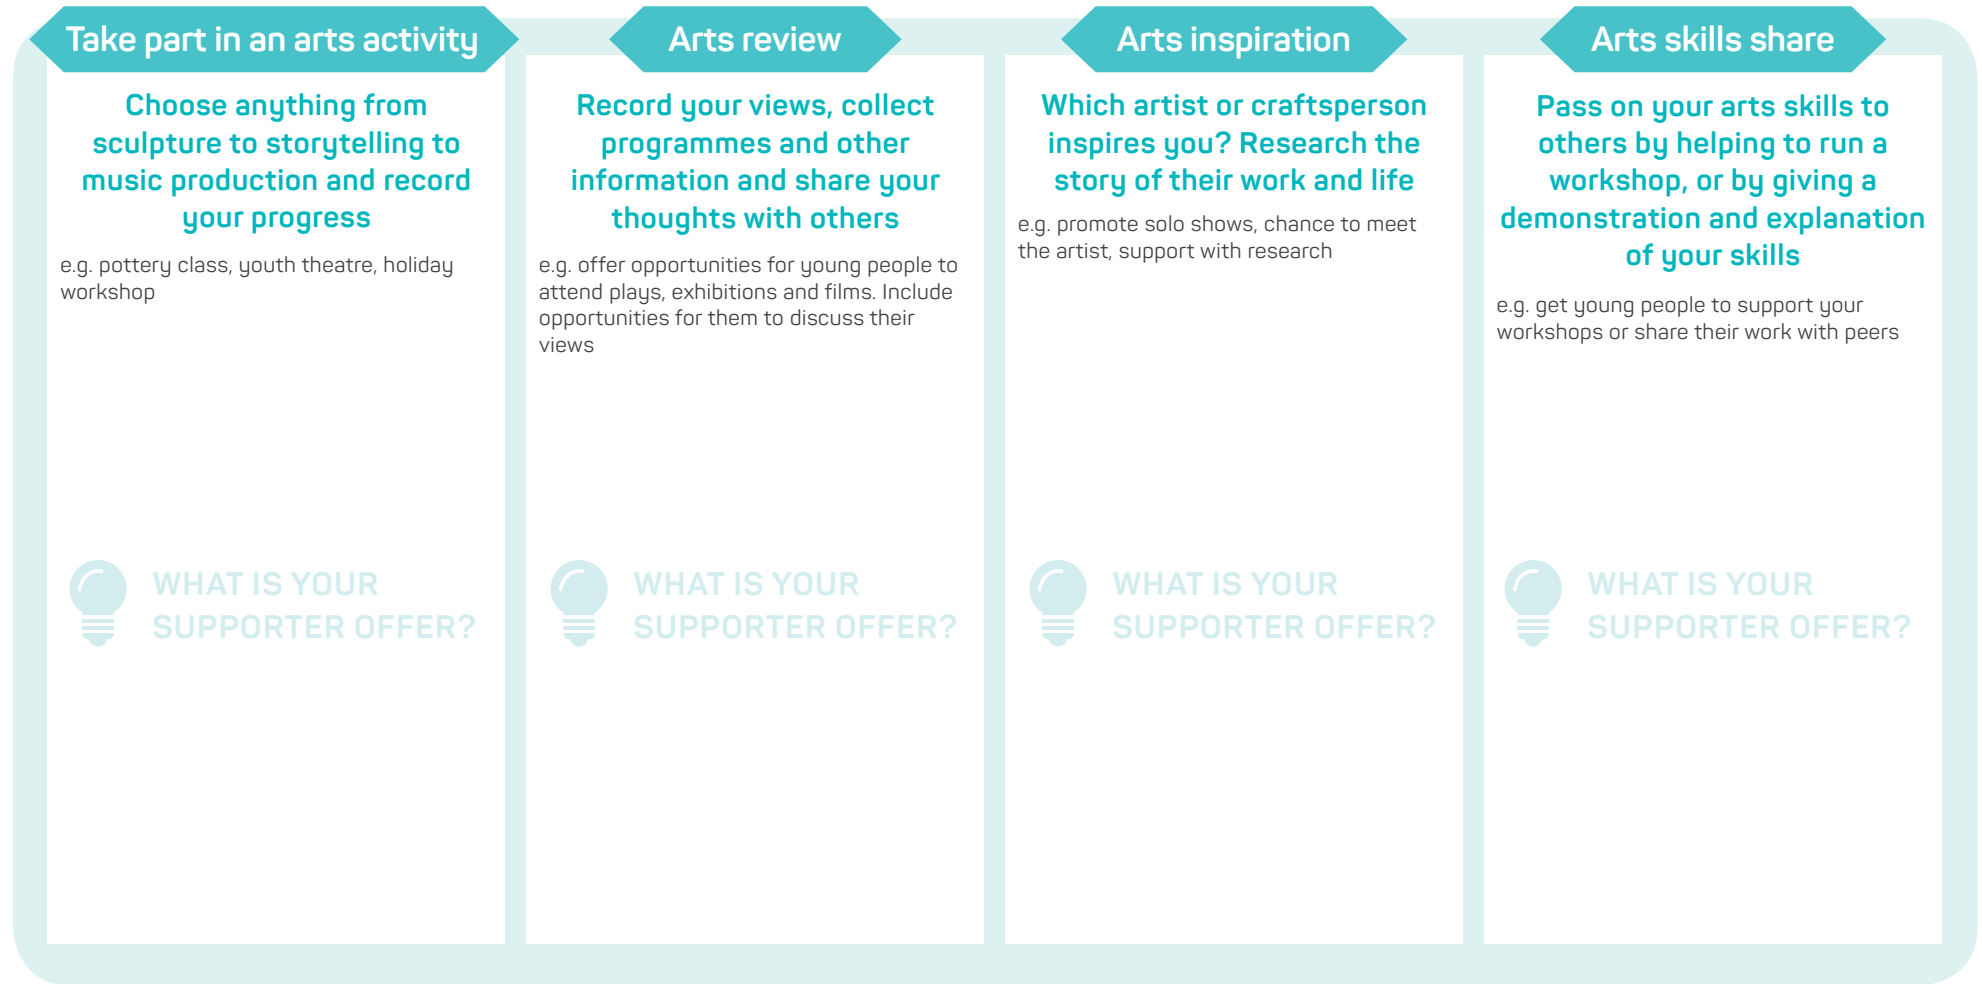 Take part in an arts activity
Choose anything from
sculpture to storytelling to
music production and record
your progress
e.g. pottery class, youth theatre, holiday
workshop
WHAT IS YOUR
SUPPORTER OFFER?
Arts review
Record your views, collect
programmes and other
information and share your
thoughts with others
e.g. offer opportunities for young people to
attend plays, exhibitions and films. Include
opportunities for them to discuss their
views
WHAT IS YOUR
SUPPORTER OFFER?
Arts inspiration
Which artist or craftsperson
inspires you? Research the
story of their work and life
e.g. promote solo shows, chance to meet
the artist, support with research
WHAT IS YOUR
SUPPORTER OFFER?
Arts skills share
Pass on your arts skills to
others by helping to run a
workshop, or by giving a
demonstration and explanation
of your skills
e.g. get young people to support your
workshops or share their work with peers
WHAT IS YOUR
SUPPORTER OFFER?